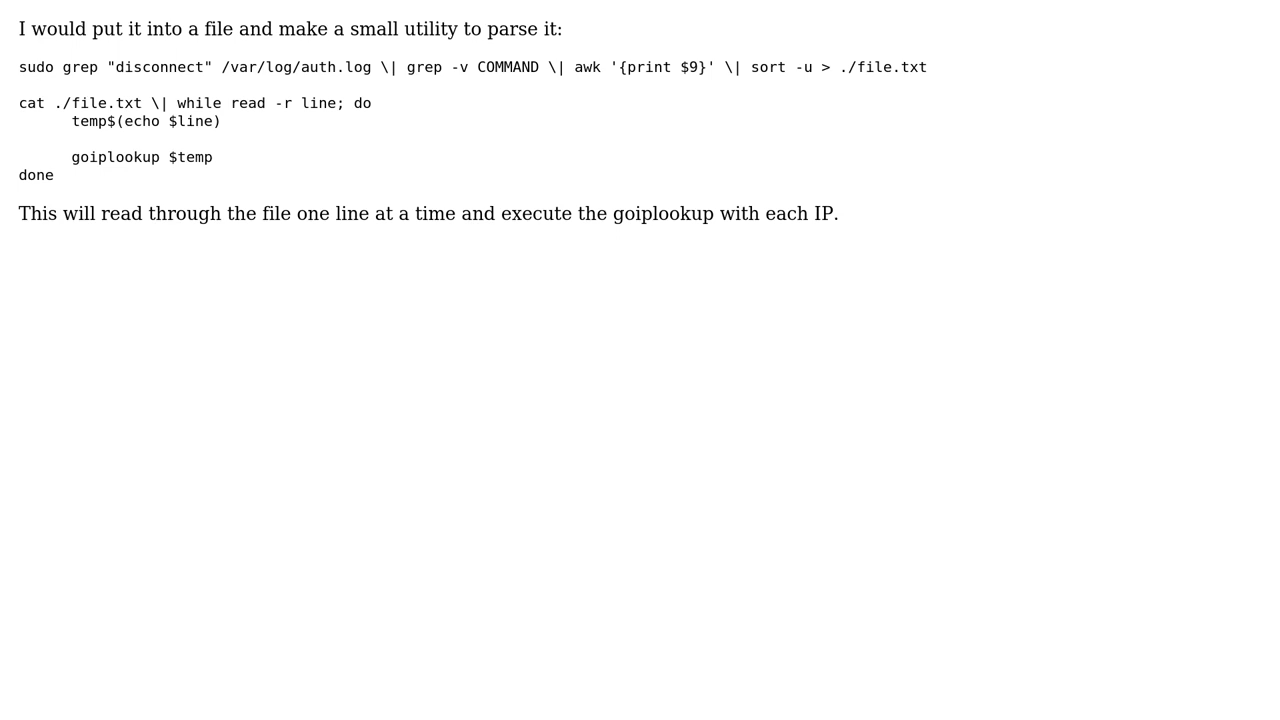 I would put it into a file and make a small utility to parse it:
sudo grep "disconnect" /var/log/auth.log \| grep -v COMMAND \| awk '{print $9}' \| sort -u > ./file.txt
cat ./file.txt \| while read -r line; do
temp$(echo $line)
goiplookup $temp
done
This will read through the file one line at a time and execute the goiplookup with each IP.